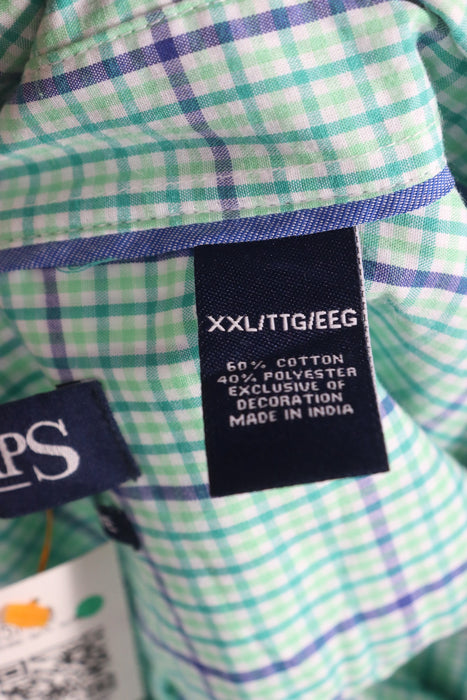 XXL/TTG/EEG
60% COTTON
40% POLYESTER
EXCLUSIVE OF
DECORATION
MADE IN INDIA
PS